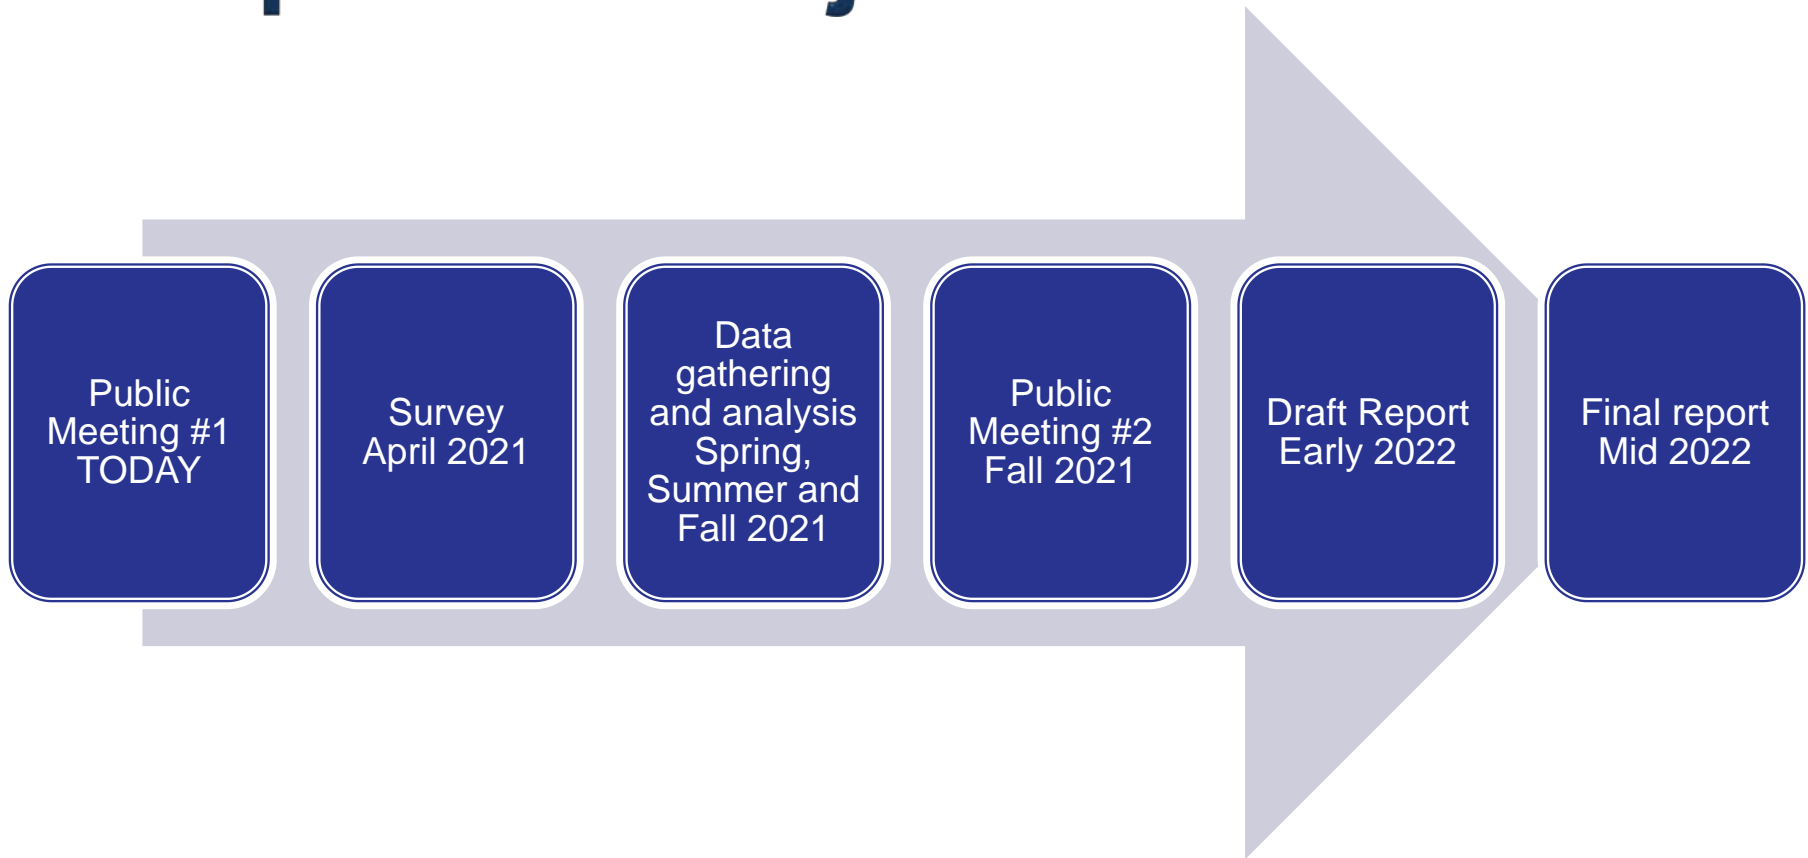 Public
Meeting #1
TODAY
Survey
April 2021
Data
gathering
and analysis
Spring,
Summer and
Fall 2021
Public
Meeting #2
Fall 2021
Draft Report
Early 2022
Final report
Mid 2022